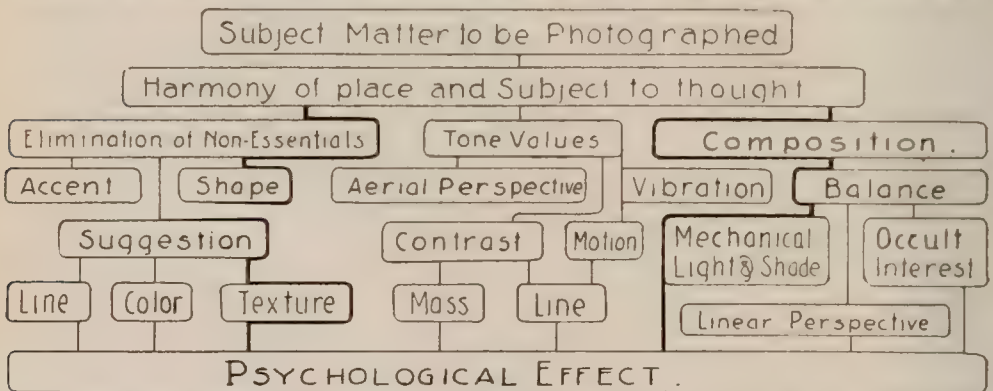 Subject Matter to be Photographed
Harmony of place and Subject to thought
Elimination of Non-Essentials
Tone Values
Composition.
Accent
Shape
Aerial Perspective
Vibration
Balance
Suggestion
Contrast
Motion
Mechanical
Light & Shade
Occult
Interest
Line
Color
Texture
Mass
Line
Linear Perspective
PSYCHOLOGICAL EFFECT.